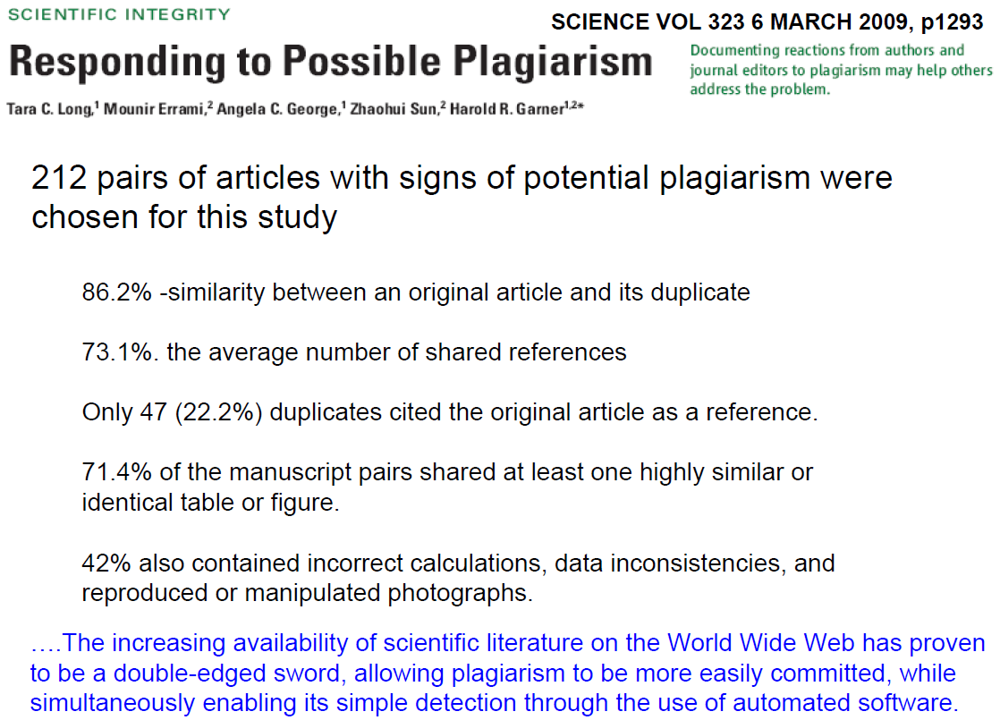 SCIENTIFIC INTEGRITY
SCIENCE VOL 323 6 MARCH 2009, p1293
Responding to Possible Plagiarism
Documenting reactions from authors and
journal editors to plagiarism may help others
address the problem.
Tara C. Long,¹ Mounir Errami,² Angela C. George,¹ Zhaohui Sun,² Harold R. Garner¹,²*
212 pairs of articles with signs of potential plagiarism were
chosen for this study
86.2% -similarity between an original article and its duplicate
73.1%. the average number of shared references
Only 47 (22.2%) duplicates cited the original article as a reference.
71.4% of the manuscript pairs shared at least one highly similar or
identical table or figure.
42% also contained incorrect calculations, data inconsistencies, and
reproduced or manipulated photographs.
….The increasing availability of scientific literature on the World Wide Web has proven
to be a double-edged sword, allowing plagiarism to be more easily committed, while
simultaneously enabling its simple detection through the use of automated software.